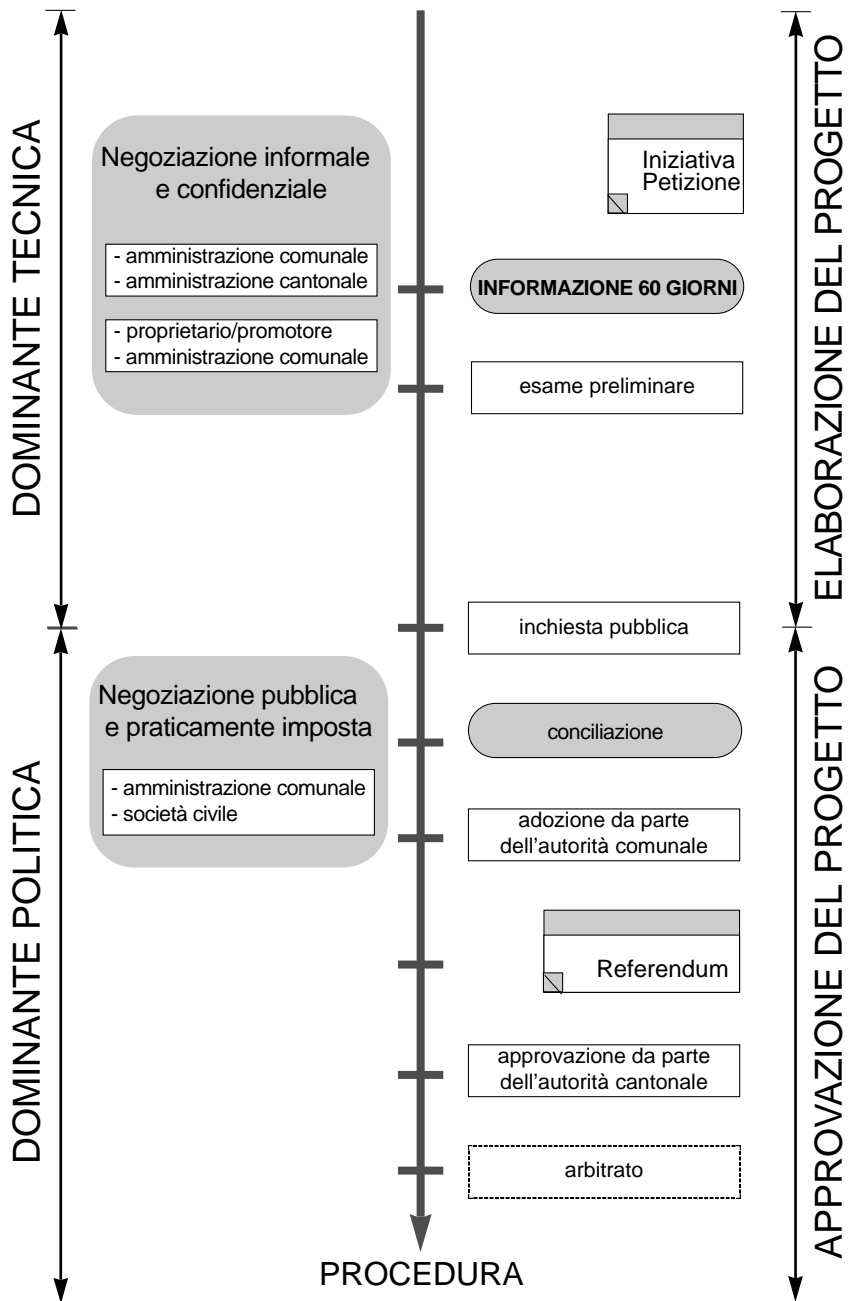 DOMINANTE TECNICA
ELABORAZIONE DEL PROGETTO
Negoziazione informale
e confidenziale
- amministrazione comunale
- amministrazione cantonale
- proprietario/promotore
- amministrazione comunale
Iniziativa
Petizione
INFORMAZIONE 60 GIORNI
esame preliminare
inchiesta pubblica
DOMINANTE POLITICA
APPROVAZIONE DEL PROGETTO
Negoziazione pubblica
e praticamente imposta
- amministrazione comunale
- società civile
conciliazione
adozione da parte
dell'autorità comunale
Referendum
approvazione da parte
dell'autorità cantonale
arbitrato
PROCEDURA